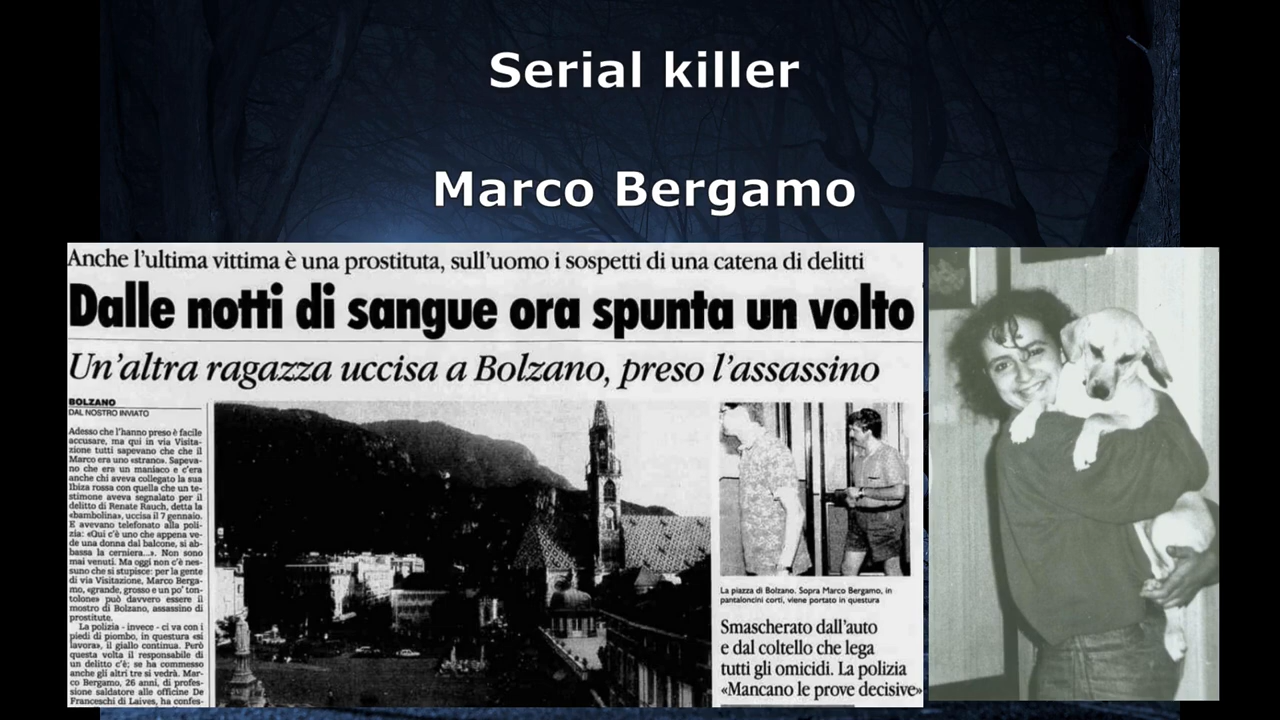 Serial killer
Marco Bergamo
Anche l'ultima vittima è una prostituta, sull'uomo i sospetti di una catena di delitti
Dalle notti di sangue ora spunta un volto
Un'altra ragazza uccisa a Bolzano, preso l'assassino
BOLZANO
DAL NOSTRO INVIATO
Adesso che l'hanno preso è facile
accusare, ma qui in via Visita-
zione tutti sapevano che che il
Marco era uno «strano». Sapeva-
no che era un maniaco e c'era
anche chi aveva collegato la sua
Ibiza rossa con quella che un te-
stimone aveva segnalato per il
delitto di Renate Rauch, detta la
«bambolina», uccisa il 7 gennaio.
E avevano telefonato alla poli-
zia: «Qui c'è uno che appena ve-
de una donna dal balcone, si ab-
bassa la cerniera...». Non sono
mai venuti. Ma oggi non c'è nes-
suno che si stupisce: per la gente
di via Visitazione, Marco Berga-
mo, «grande, grosso e un po' ton-
tolone» può davvero essere il
mostro di Bolzano, assassino di
prostitute.
La polizia - invece - ci va con i
piedi di piombo, in questura «si
lavora», il giallo continua. Però
questa volta il responsabile di
un delitto c'è; se ha commesso
anche gli altri tre si vedrà. Mar-
co Bergamo, 26 anni, di profes-
sione saldatore alle officine De
Franceschi di Laives, ha confes-
La piazza di Bolzano. Sopra Marco Bergamo, in
pantaloncini corti, viene portato in questura
Smascherato dall'auto
e dal coltello che lega
tutti gli omicidi. La polizia
«Mancano le prove decisive»